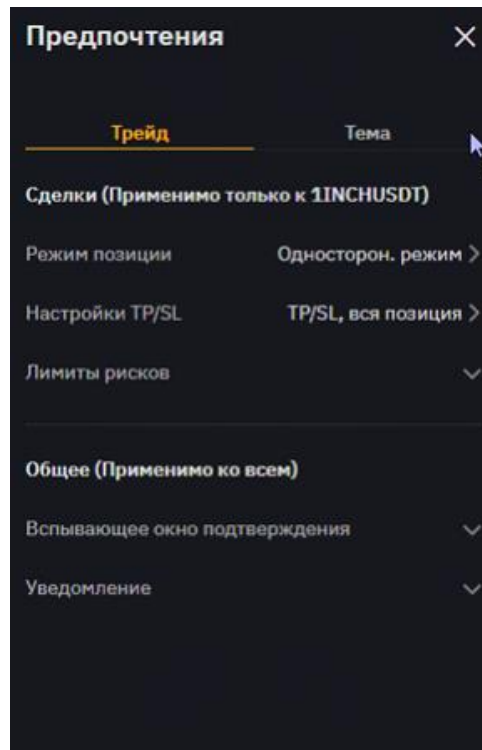 Предпочтения
Трейд Тема
Сделки (Применимо только к 1INCHUSDT)
Режим позиции Односторон. режим
Настройки TP/SL TP/SL, вся позиция
Лимиты рисков
Общее (Применимо ко всем)
Вспывающее окно подтверждения
Уведомление